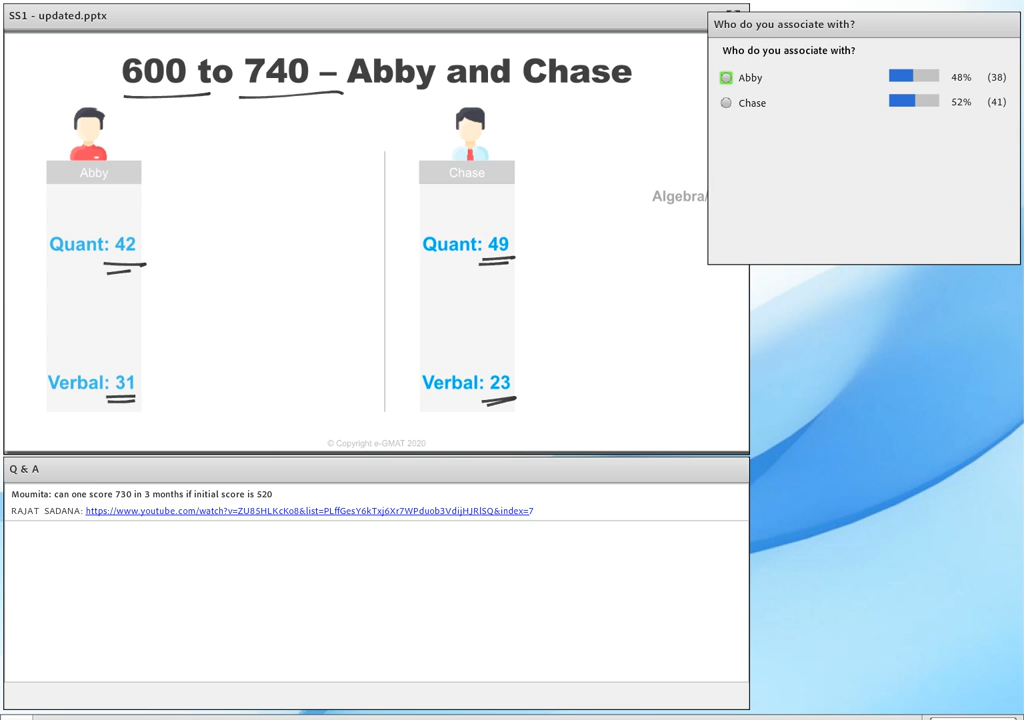 SS1 - updated.pptx
600 to 740 – Abby and Chase
Abby
Quant: 42
Verbal: 31
Chase
Quant: 49
Verbal: 23
Algebra/
© Copyright e-GMAT 2020
Who do you associate with?
Who do you associate with?
Abby 48% (38)
Chase 52% (41)
Q & A
Moumita: can one score 730 in 3 months if initial score is 520
RAJAT SADANA: https://www.youtube.com/watch?v=ZU85HLKcKo8&list=PLffGesY6kTxj6Xr7WPduob3VdijHJRlSQ&index=7